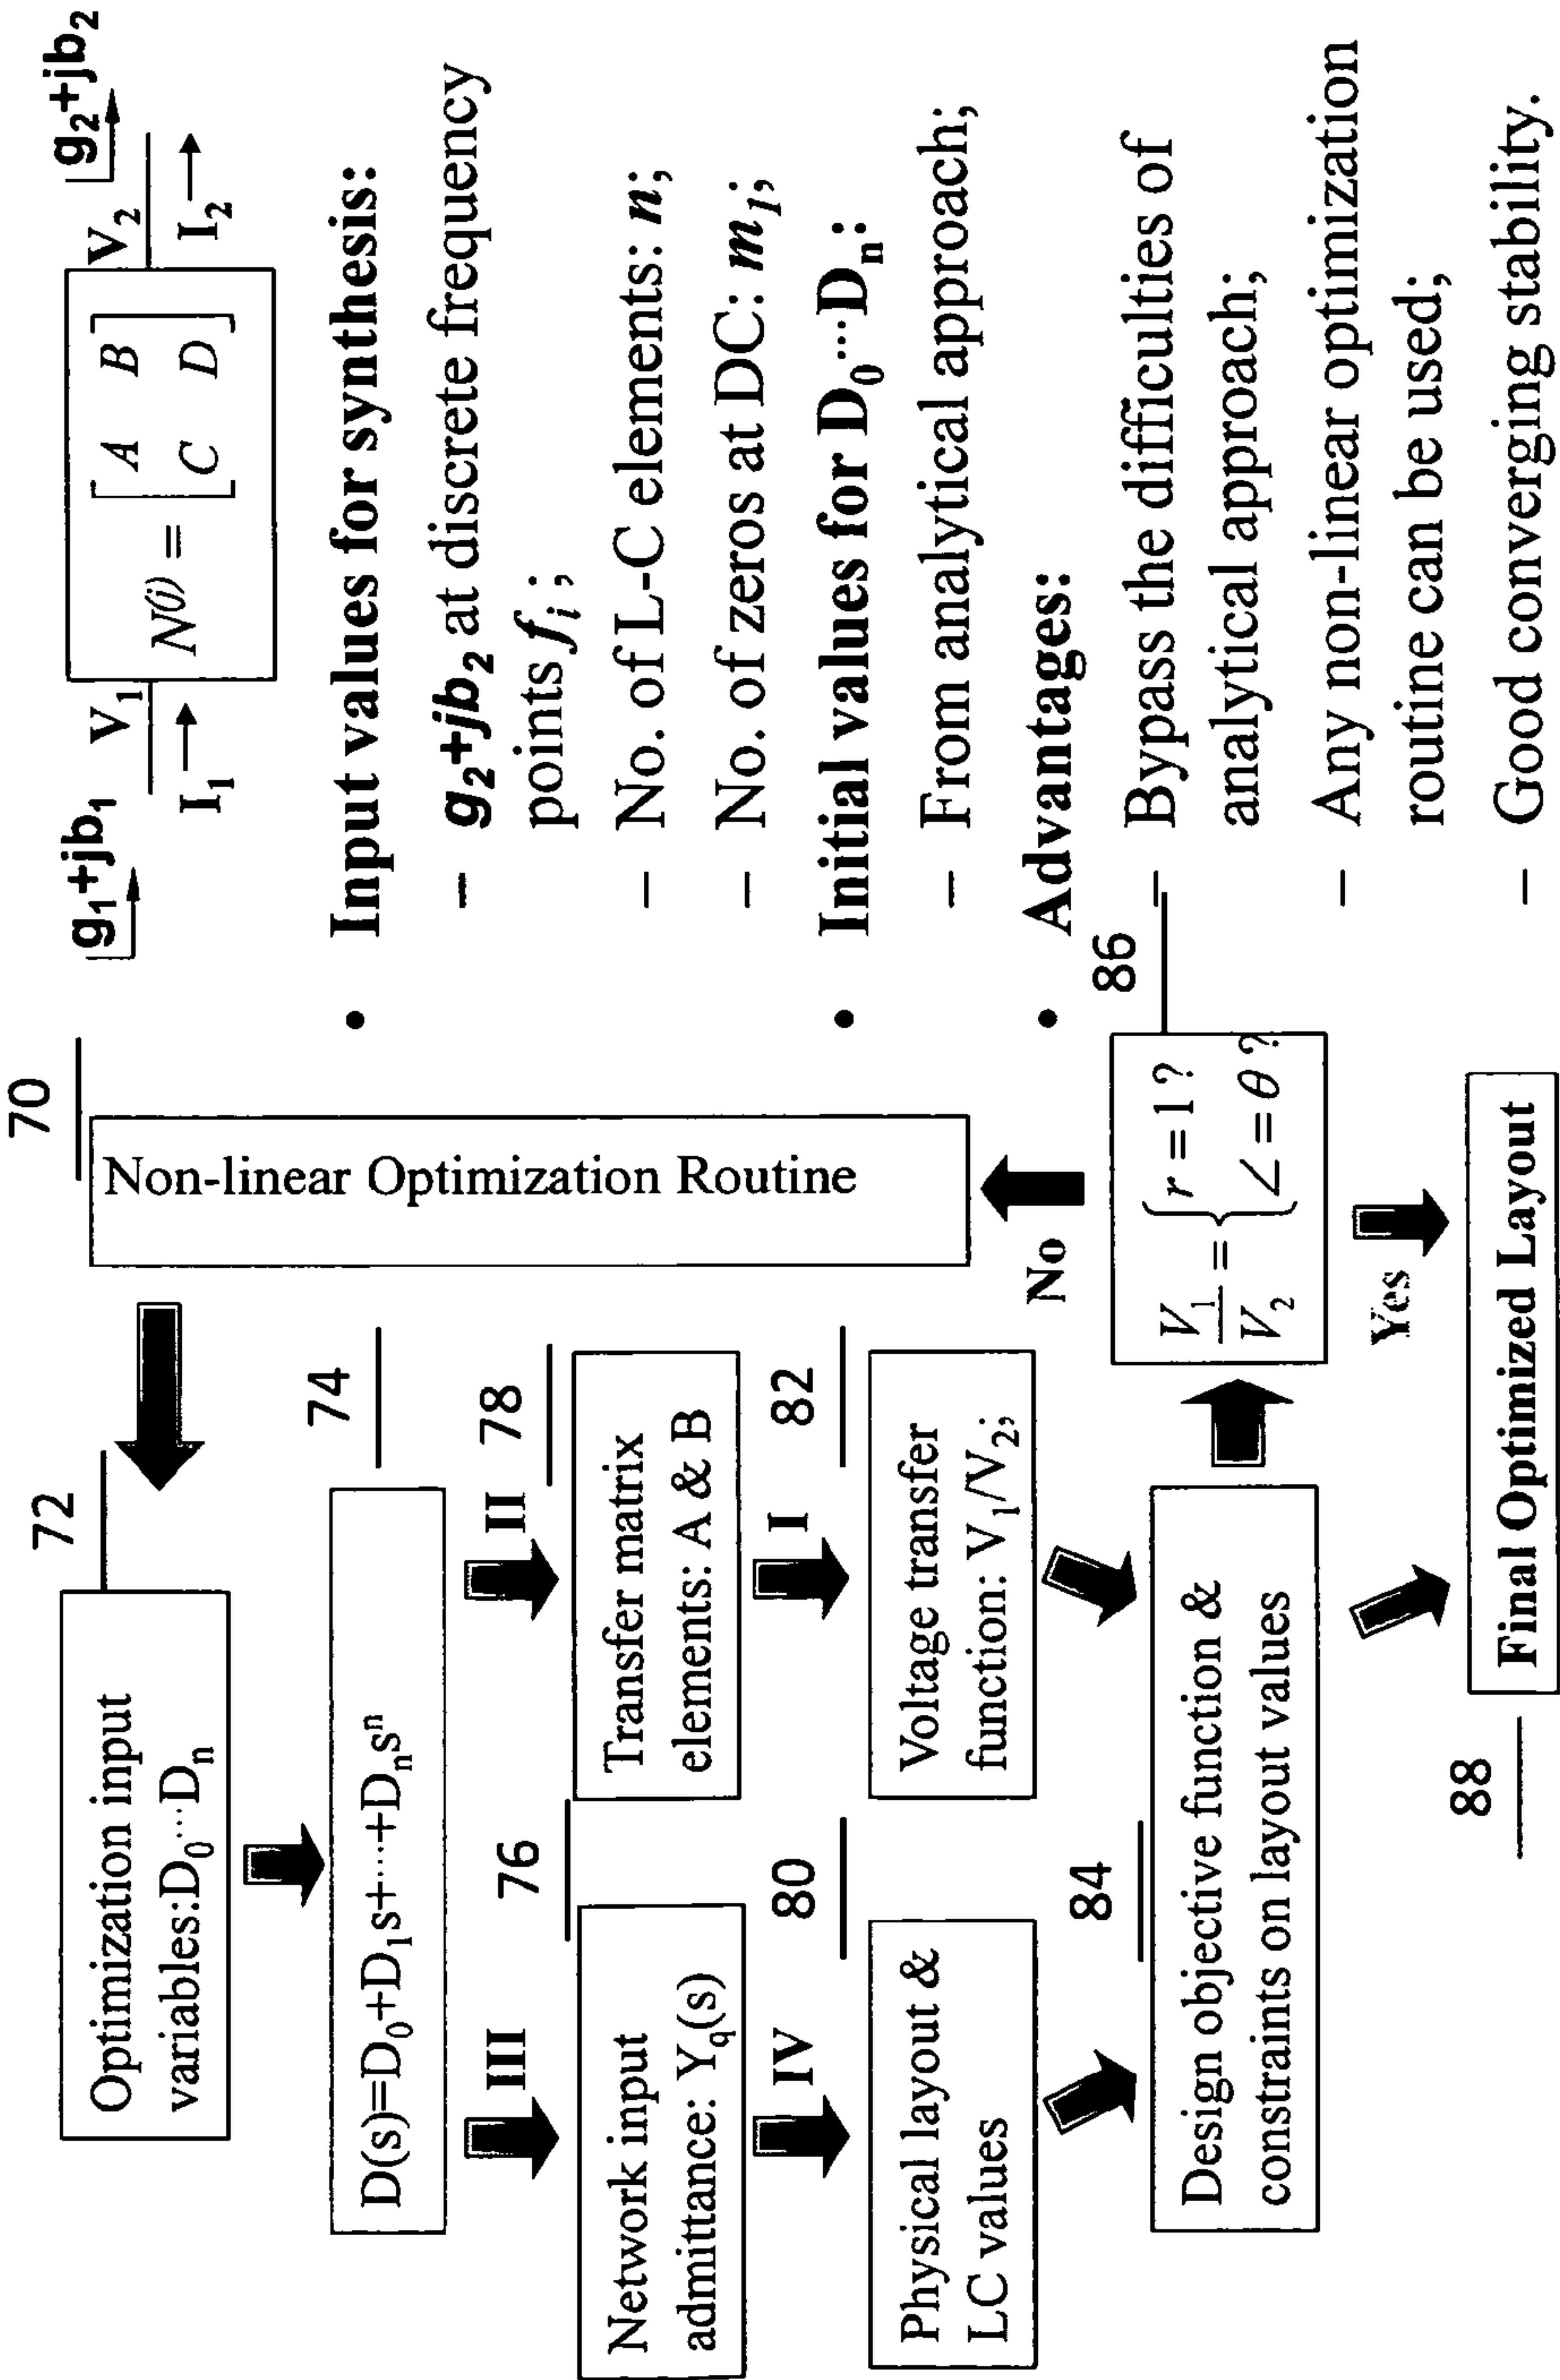 70
72
Optimization input
variables:D₀···Dₙ
Non-linear Optimization Routine
74
D(s)=D₀+D₁s+···+Dₙsⁿ
III
II
76
78
Network input
admittance: Y_q(s)
Transfer matrix
elements: A & B
IV
I
80
82
Physical layout &
LC values
Voltage transfer
function: V₁/V₂;
No
84
86
Design objective function &
constraints on layout values
V₁/V₂ = { r = 1 ?
∠ = θ ?
Yes
88
Final Optimized Layout
g₁+jb₁ V₁ N⁽ʲ⁾ = [ A B V₂ g₂+jb₂
I₁ C D ] I₂
• Input values for synthesis:
– g₂+jb₂ at discrete frequency
points fᵢ ;
– No. of L-C elements: n;
– No. of zeros at DC: mⱼ;
• Initial values for D₀···Dₙ:
– From analytical approach;
• Advantages:
– Bypass the difficulties of
analytical approach;
– Any non-linear optimization
routine can be used;
– Good converging stability.